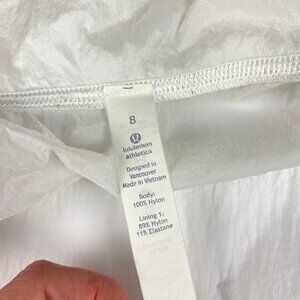 8
lululemon
athletica
Designed in
Vancouver
Made in Vietnam
Body:
100% Nylon
Lining 1:
89% Nylon
11% Elastane